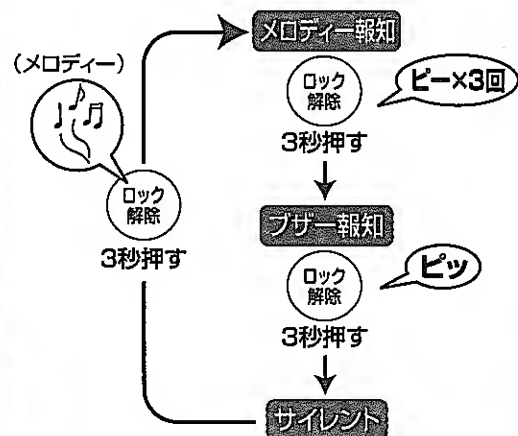 メロディー報知
(メロディー)
ロック
解除
ピー×3回
3秒押す
ロック
解除
3秒押す
ブザー報知
ロック
解除
ピッ
3秒押す
サイレント